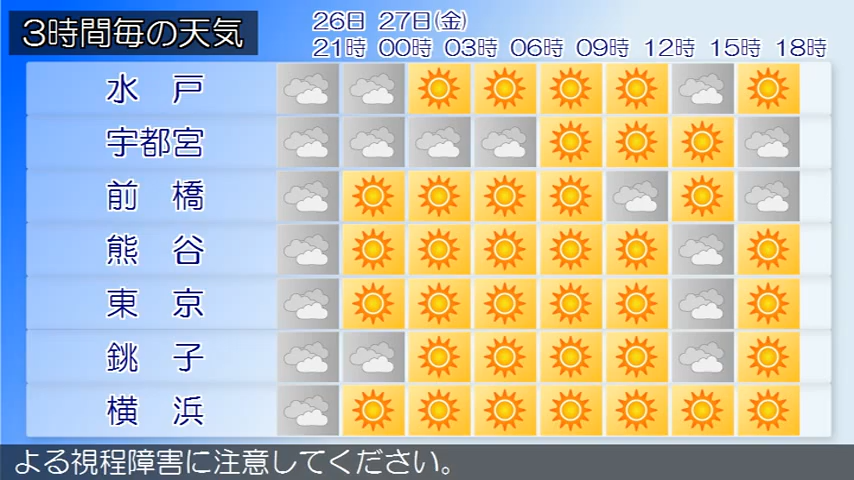 3時間毎の天気
26日 27日(金)
21時 00時 03時 06時 09時 12時 15時 18時
水戸
宇都宮
前橋
熊谷
東京
銚子
横浜
よる視程障害に注意してください。